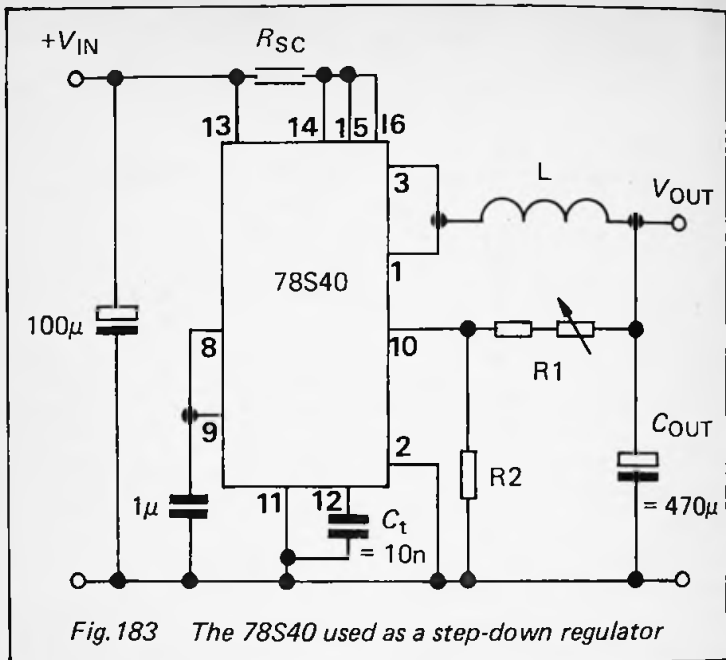 +VIN
RSC
13
14
15
I6
3
L
VOUT
1
78S40
100μ
8
10
R1
9
2
R2
COUT
= 470μ
1μ
11
12
Ct
= 10n
Fig.183 The 78S40 used as a step-down regulator